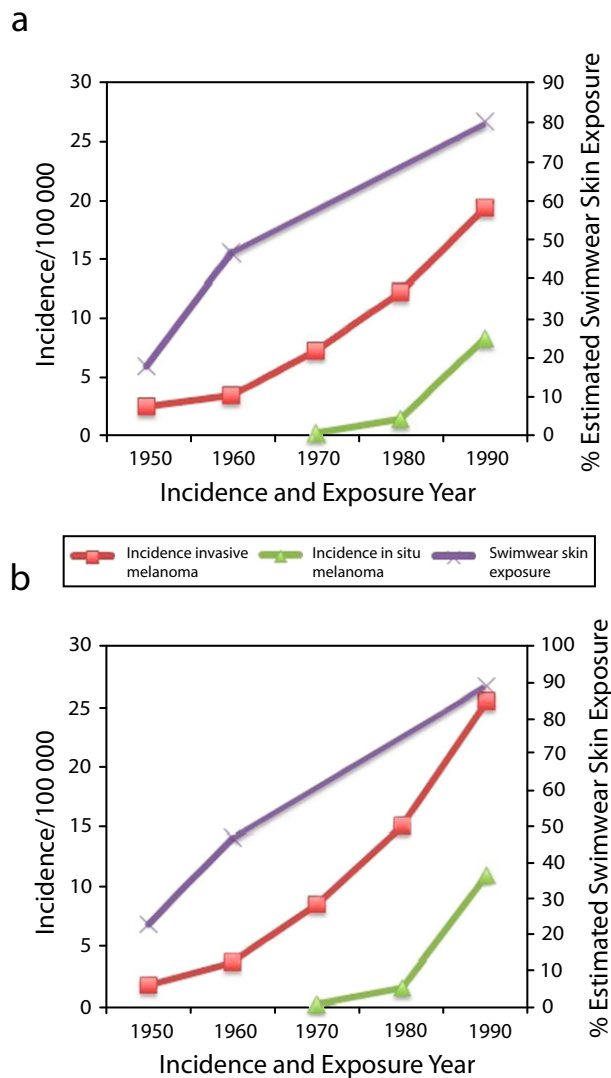 a
30
25
20
15
10
5
0
Incidence/100 000
90
80
70
60
50
40
30
20
10
0
% Estimated Swimwear Skin Exposure
1950 1960 1970 1980 1990
Incidence and Exposure Year
Incidence invasive
melanoma
Incidence in situ
melanoma
Swimwear skin
exposure
b
30
25
20
15
10
5
0
Incidence/100 000
100
90
80
70
60
50
40
30
20
10
0
% Estimated Swimwear Skin Exposure
1950 1960 1970 1980 1990
Incidence and Exposure Year